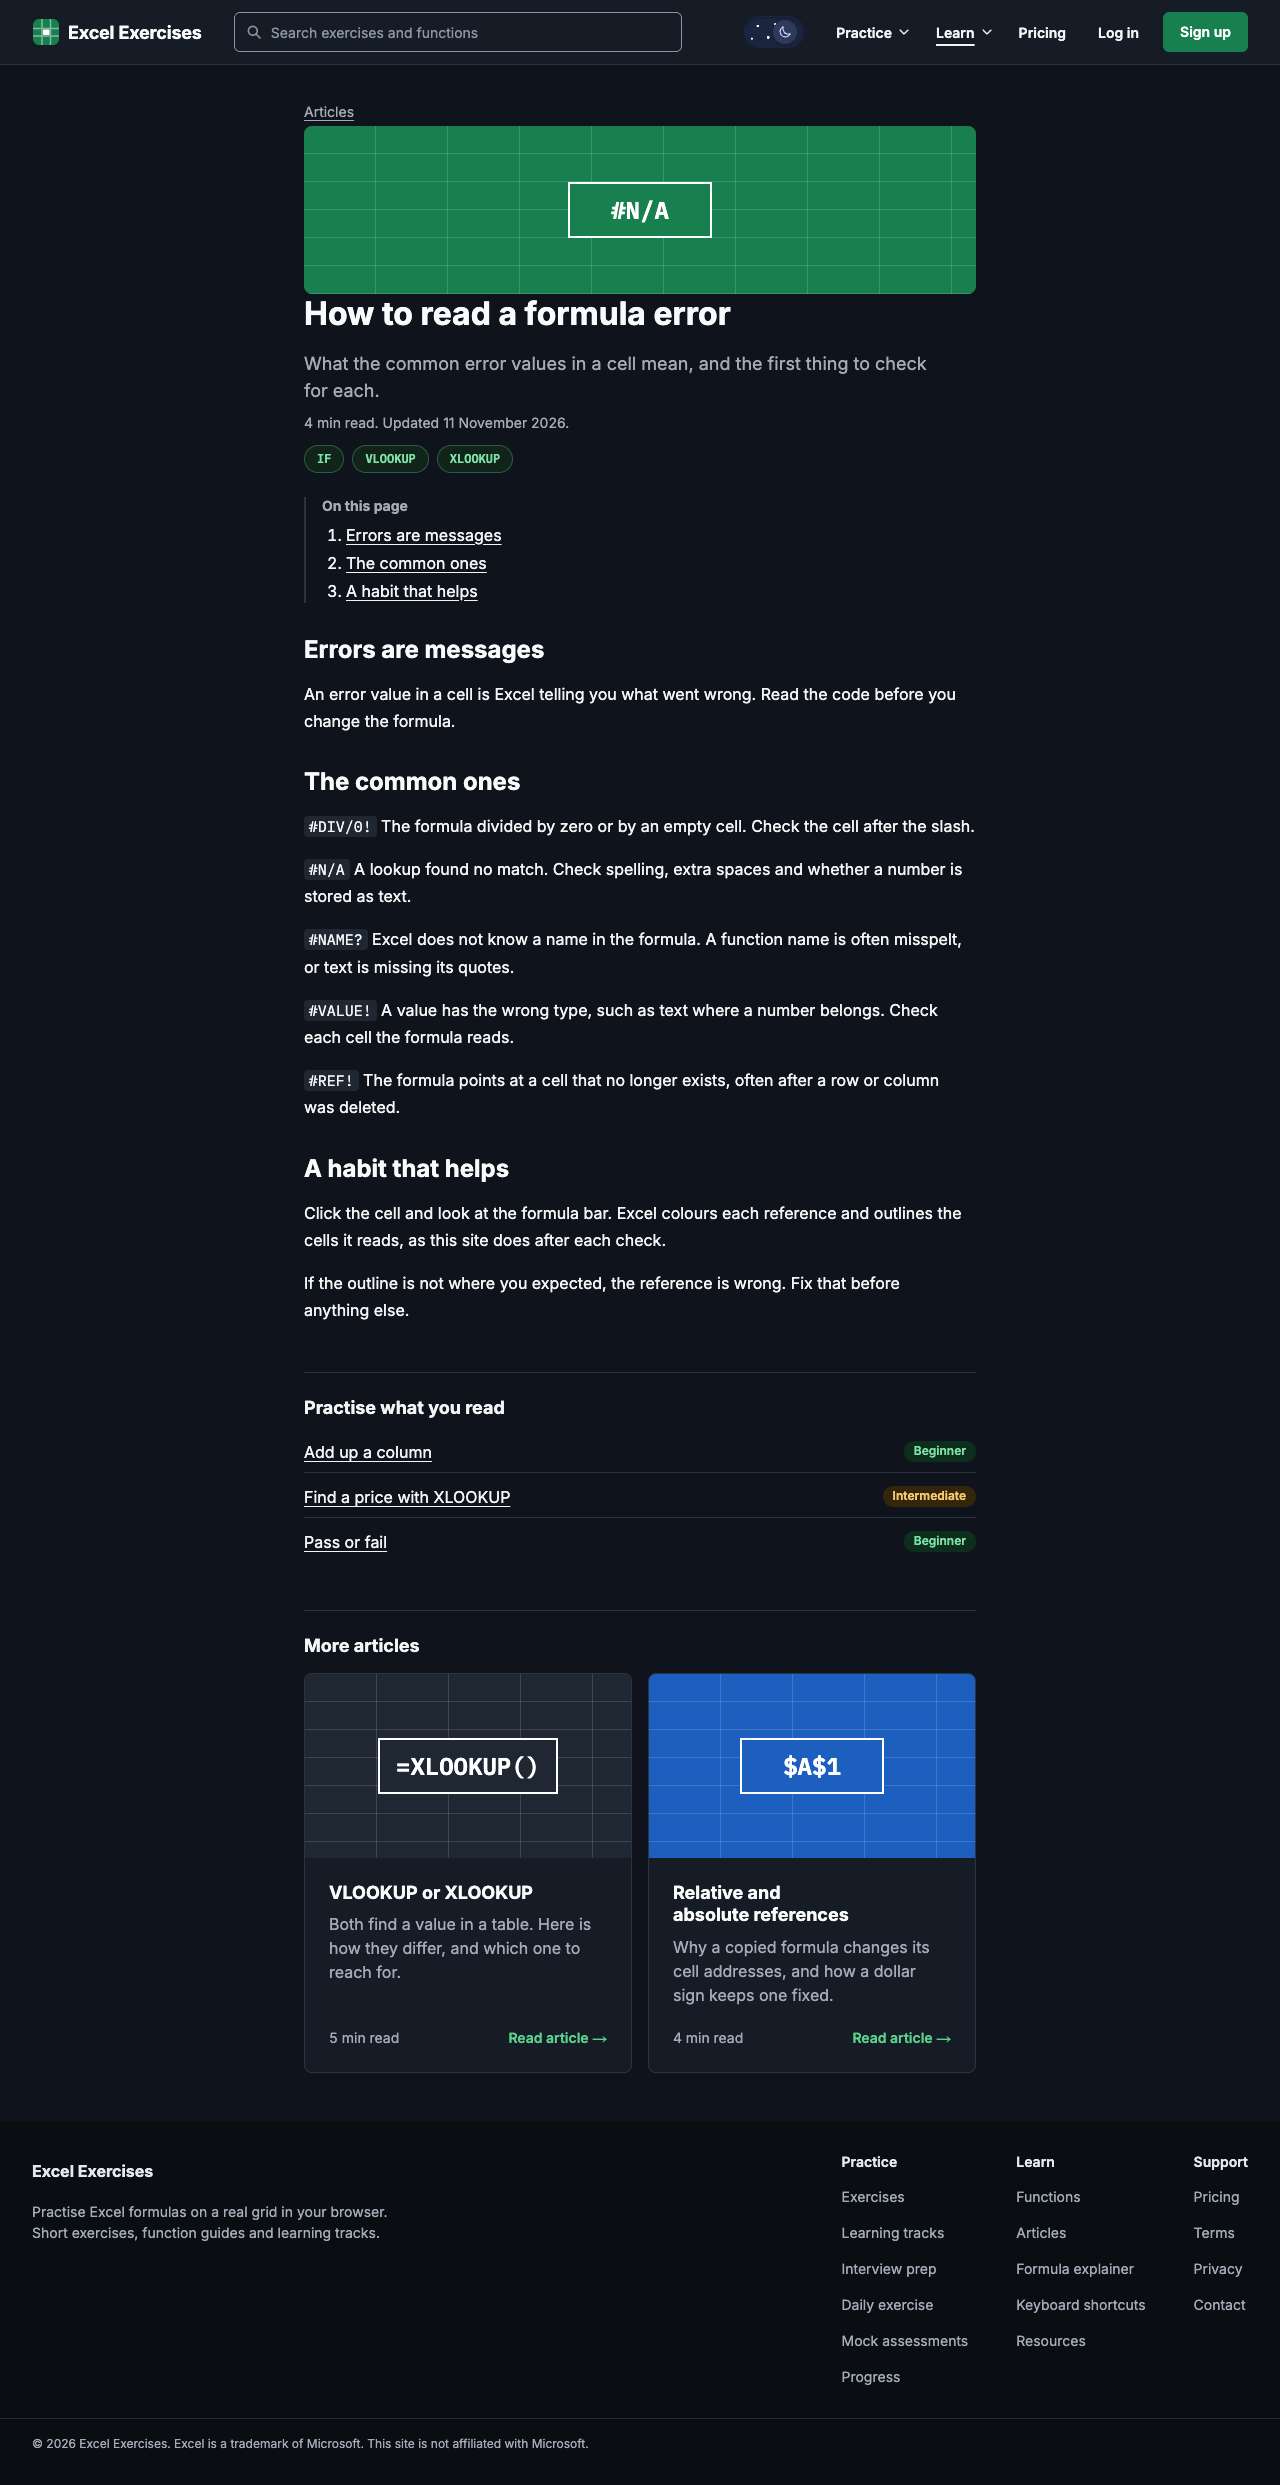 Excel Exercises
Search exercises and functions
Practice
Learn
Pricing
Log in
Sign up
Articles
#N/A
How to read a formula error
What the common error values in a cell mean, and the first thing to check
for each.
4 min read. Updated 11 November 2026.
IF
VLOOKUP
XLOOKUP
On this page
1. Errors are messages
2. The common ones
3. A habit that helps
Errors are messages
An error value in a cell is Excel telling you what went wrong. Read the code before you
change the formula.
The common ones
#DIV/0! The formula divided by zero or by an empty cell. Check the cell after the slash.
#N/A A lookup found no match. Check spelling, extra spaces and whether a number is
stored as text.
#NAME? Excel does not know a name in the formula. A function name is often misspelt,
or text is missing its quotes.
#VALUE! A value has the wrong type, such as text where a number belongs. Check
each cell the formula reads.
#REF! The formula points at a cell that no longer exists, often after a row or column
was deleted.
A habit that helps
Click the cell and look at the formula bar. Excel colours each reference and outlines the
cells it reads, as this site does after each check.
If the outline is not where you expected, the reference is wrong. Fix that before
anything else.
Practise what you read
Add up a column
Beginner
Find a price with XLOOKUP
Intermediate
Pass or fail
Beginner
More articles
=XLOOKUP()
VLOOKUP or XLOOKUP
Both find a value in a table. Here is
how they differ, and which one to
reach for.
5 min read
Read article →
$A$1
Relative and
absolute references
Why a copied formula changes its
cell addresses, and how a dollar
sign keeps one fixed.
4 min read
Read article →
Excel Exercises
Practise Excel formulas on a real grid in your browser.
Short exercises, function guides and learning tracks.
Practice
Exercises
Learning tracks
Interview prep
Daily exercise
Mock assessments
Progress
Learn
Functions
Articles
Formula explainer
Keyboard shortcuts
Resources
Support
Pricing
Terms
Privacy
Contact
© 2026 Excel Exercises. Excel is a trademark of Microsoft. This site is not affiliated with Microsoft.